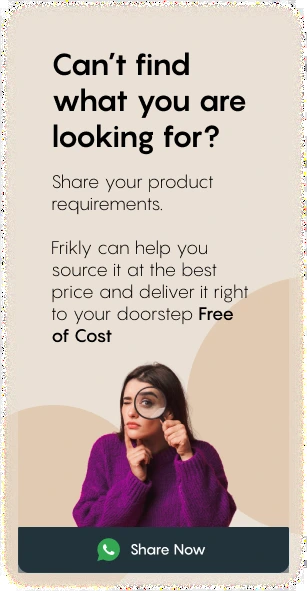 Can't find
what you are
looking for?
Share your product
requirements.
Frikly can help you
source it at the best
price and deliver it right
to your doorstep Free
of Cost
Share Now